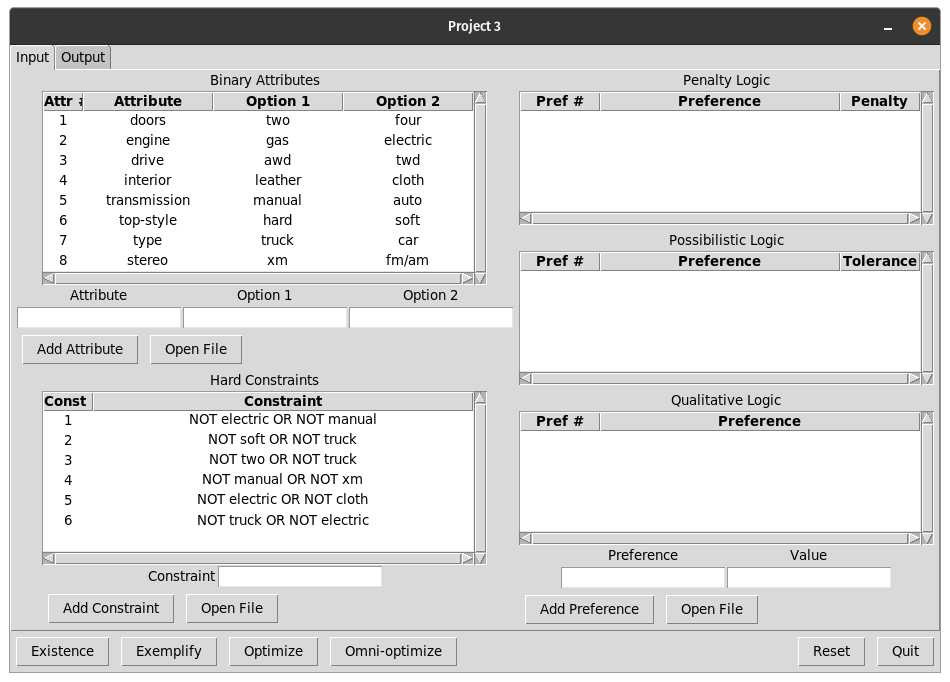 Project 3
Input Output
Binary Attributes
Attr # Attribute Option 1 Option 2
1 doors two four
2 engine gas electric
3 drive awd twd
4 interior leather cloth
5 transmission manual auto
6 top-style hard soft
7 type truck car
8 stereo xm fm/am
Attribute Option 1 Option 2
Add Attribute Open File
Hard Constraints
Const Constraint
1 NOT electric OR NOT manual
2 NOT soft OR NOT truck
3 NOT two OR NOT truck
4 NOT manual OR NOT xm
5 NOT electric OR NOT cloth
6 NOT truck OR NOT electric
Constraint
Add Constraint Open File
Penalty Logic
Pref # Preference Penalty
Possibilistic Logic
Pref # Preference Tolerance
Qualitative Logic
Pref # Preference
Preference Value
Add Preference Open File
Existence Exemplify Optimize Omni-optimize Reset Quit